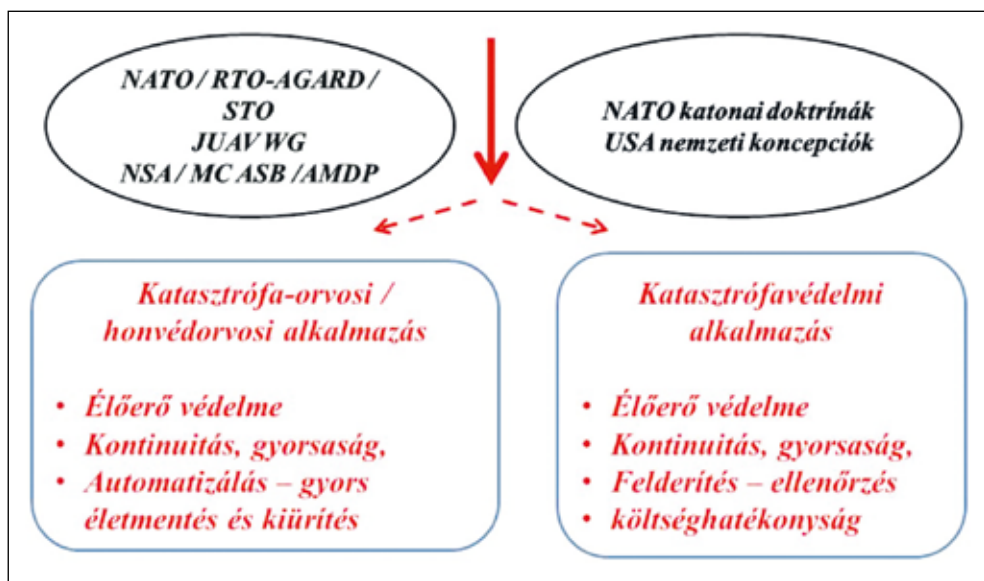 NATO / RTO-AGARD /
STO
JUAV WG
NSA / MC ASB /AMDP
NATO katonai doktrínák
USA nemzeti koncepciók
Katasztrófa-orvosi /
honvédorvosi alkalmazás
• Élőerő védelme
• Kontinuitás, gyorsaság,
• Automatizálás – gyors
életmentés és kiürítés
Katasztrófavédelmi
alkalmazás
• Élőerő védelme
• Kontinuitás, gyorsaság,
• Felderítés – ellenőrzés
• költséghatékonyság